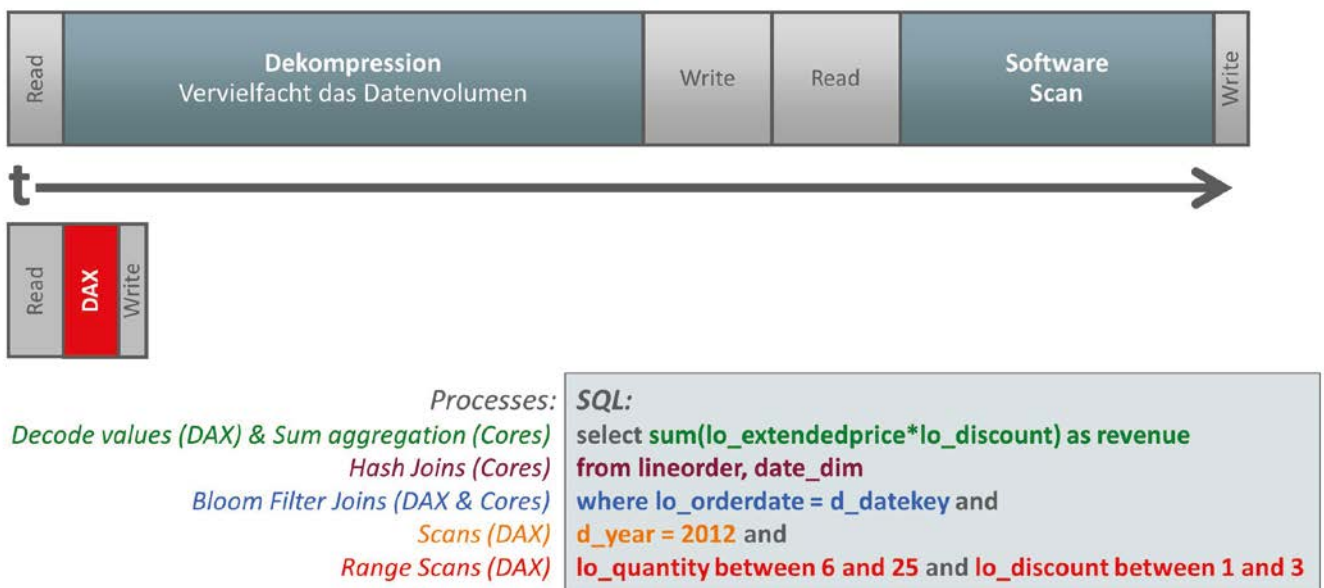 Read
Dekompression
Vervielfacht das Datenvolumen
Write
Read
Software
Scan
Write
t
Read
DAX
Write
Processes:
SQL:
Decode values (DAX) & Sum aggregation (Cores)
select sum(lo_extendedprice*lo_discount) as revenue
Hash Joins (Cores)
from lineorder, date_dim
Bloom Filter Joins (DAX & Cores)
where lo_orderdate = d_datekey and
Scans (DAX)
d_year = 2012 and
Range Scans (DAX)
lo_quantity between 6 and 25 and lo_discount between 1 and 3